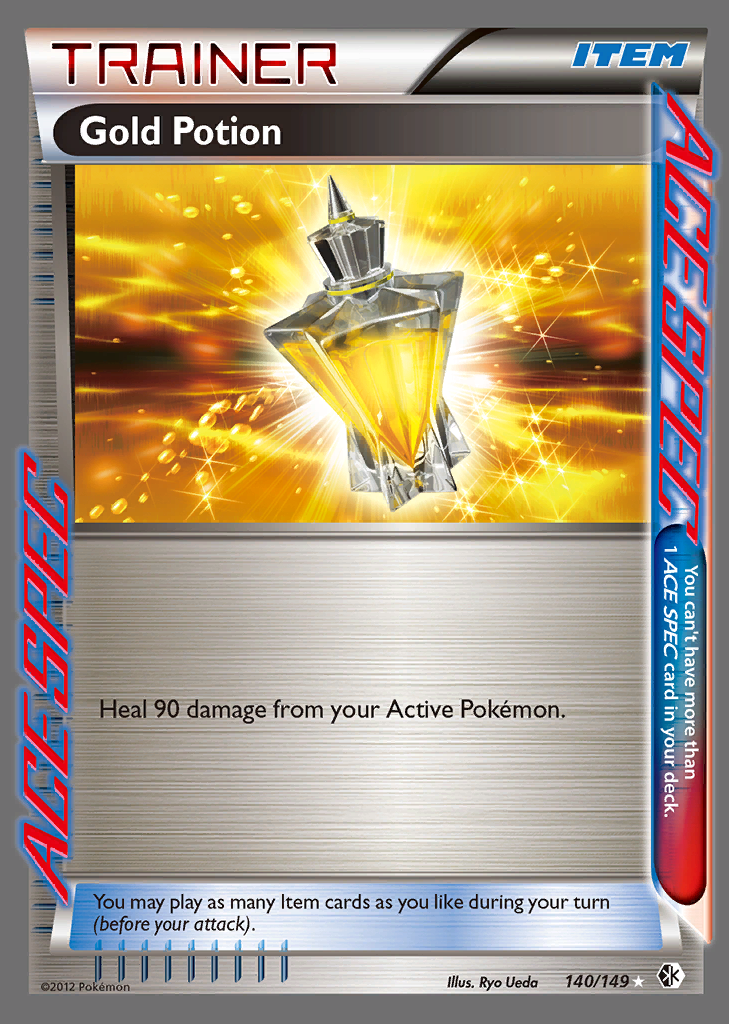 TRAINER
ITEM
Gold Potion
ACE SPEC
You can't have more than
1 ACE SPEC card in your deck.
ACE SPEC
Heal 90 damage from your Active Pokémon.
You may play as many Item cards as you like during your turn
(before your attack).
©2012 Pokémon
Illus. Ryo Ueda
140/149